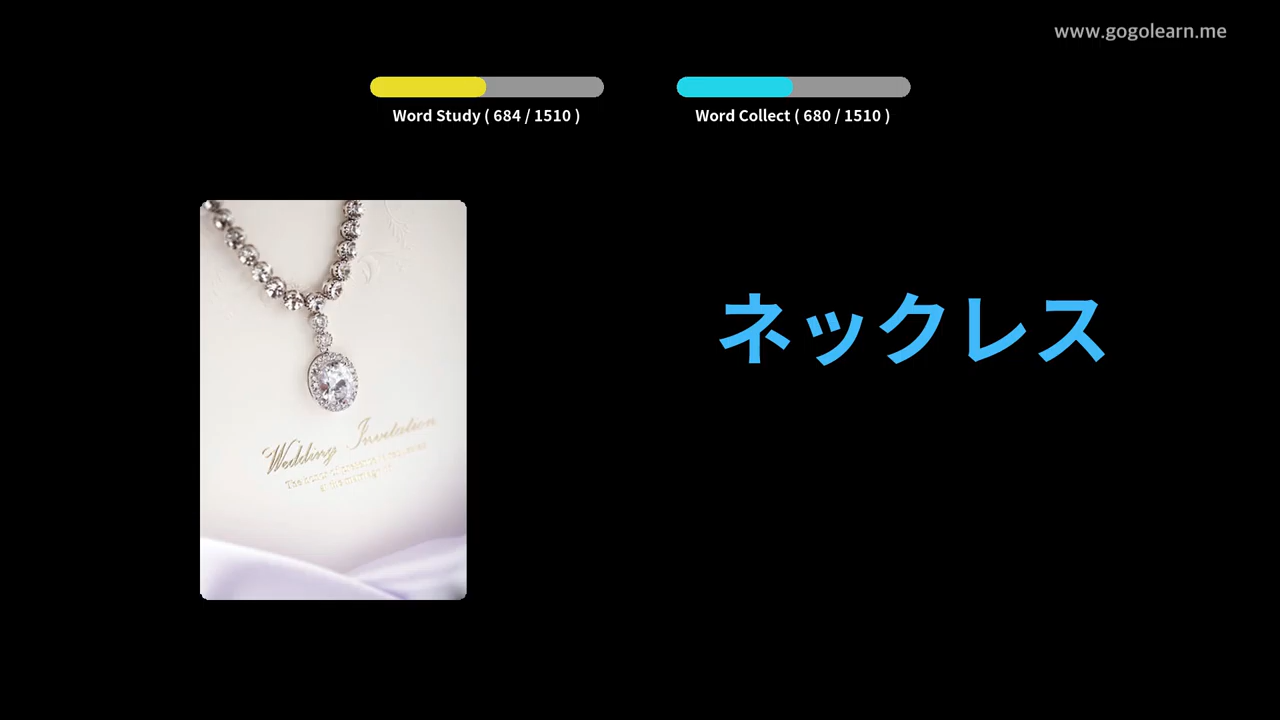 www.gogolearn.me
Word Study ( 684 / 1510 )
Word Collect ( 680 / 1510 )
ネックレス
Wedding Invitation